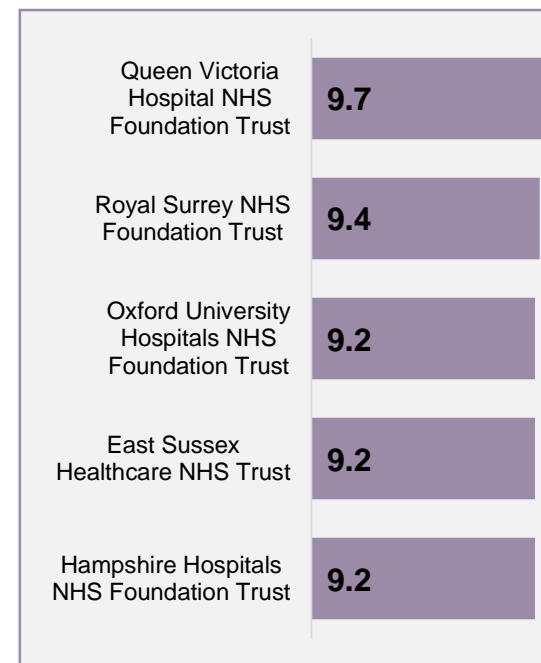 Queen Victoria
Hospital NHS
Foundation Trust
9.7
Royal Surrey NHS
Foundation Trust
9.4
Oxford University
Hospitals NHS
Foundation Trust
9.2
East Sussex
Healthcare NHS Trust
9.2
Hampshire Hospitals
NHS Foundation Trust
9.2